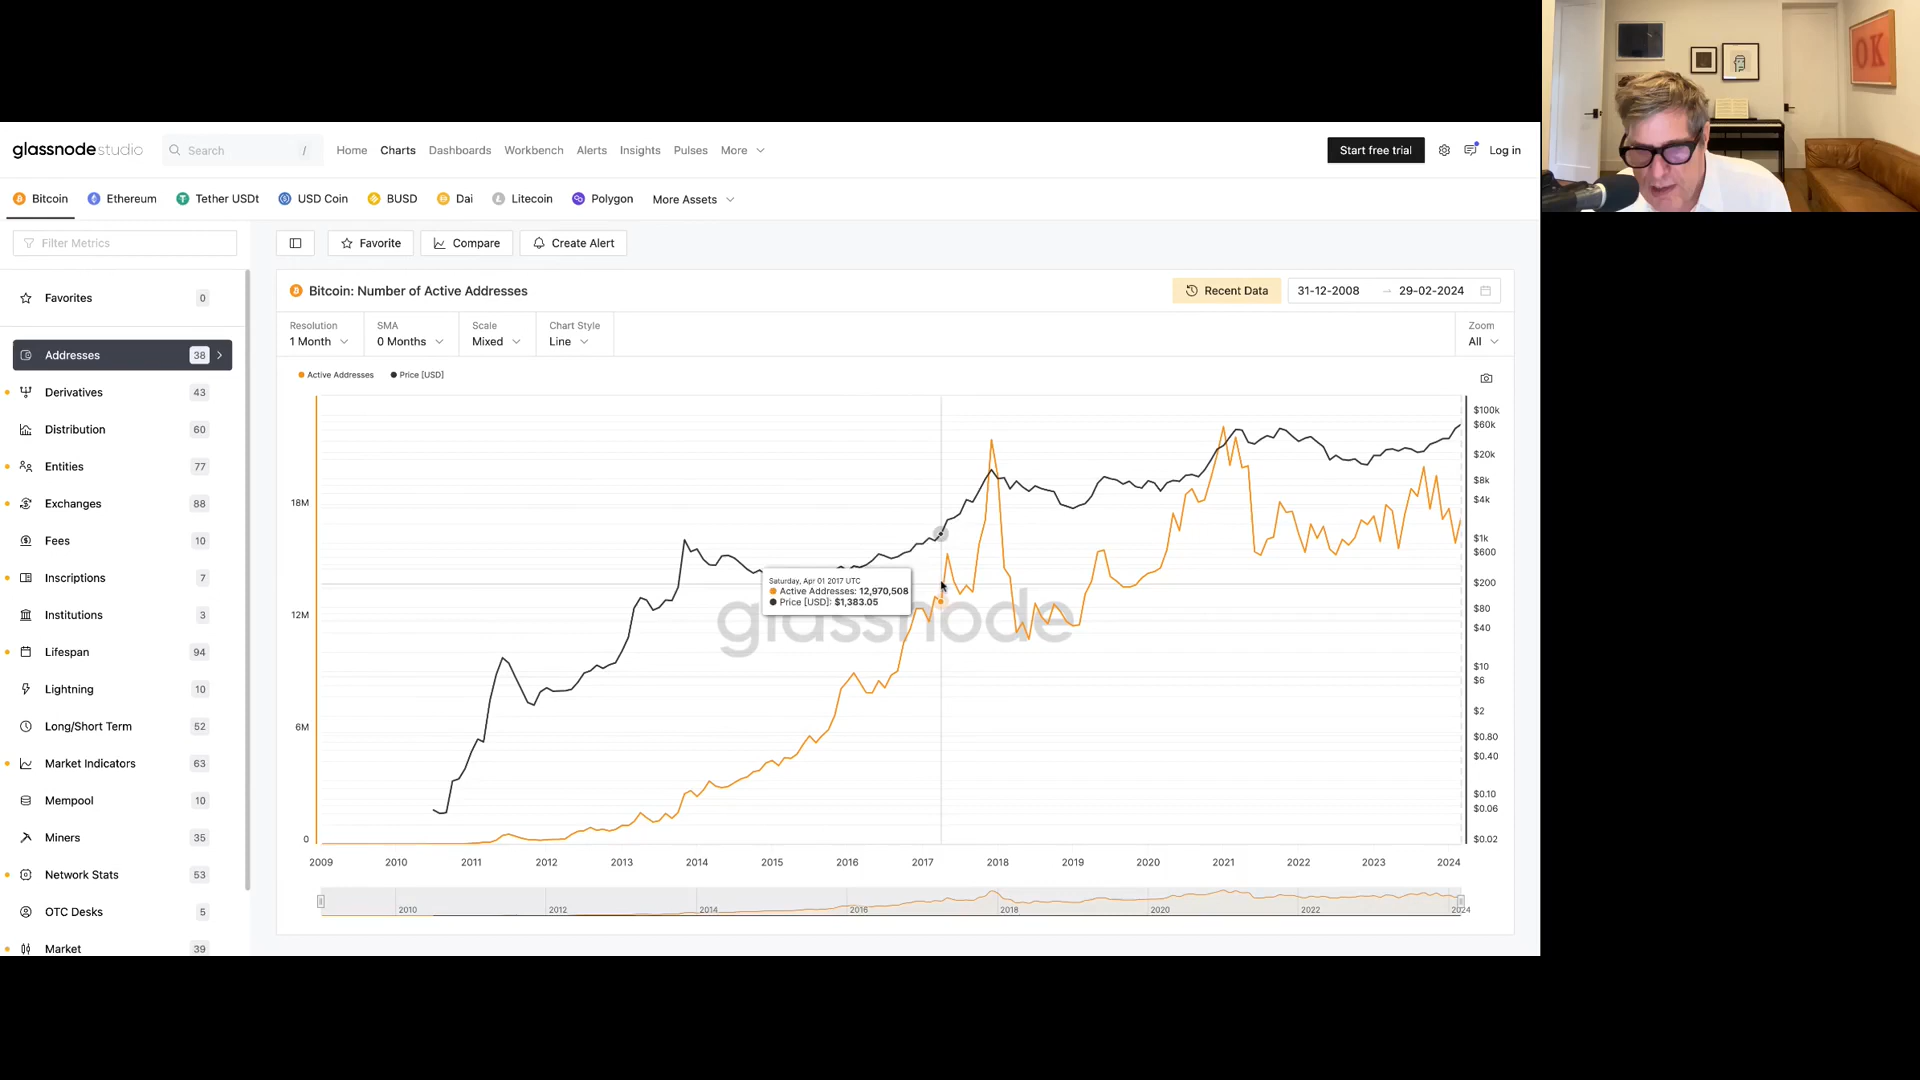 glassnodestudio Search / Home Charts Dashboards Workbench Alerts Insights Pulses More Start free trial Log in
Bitcoin Ethereum Tether USDt USD Coin BUSD Dai Litecoin Polygon More Assets
Filter Metrics
Favorites 0
Addresses 38
Derivatives 43
Distribution 60
Entities 77
Exchanges 88
Fees 10
Inscriptions 7
Institutions 3
Lifespan 94
Lightning 10
Long/Short Term 52
Market Indicators 63
Mempool 10
Miners 35
Network Stats 53
OTC Desks 5
Market 39
Favorite Compare Create Alert
Bitcoin: Number of Active Addresses Recent Data 31-12-2008 → 29-02-2024
Resolution SMA Scale Chart Style Zoom
1 Month 0 Months Mixed Line All
Active Addresses Price [USD]
18M
12M
6M
0
Saturday, Apr 01 2017 UTC
Active Addresses: 12,970,508
Price [USD]: $1,383.05
glassnode
$100k
$60k
$20k
$8k
$4k
$1k
$600
$200
$80
$40
$10
$6
$2
$0.80
$0.40
$0.10
$0.06
$0.02
2009 2010 2011 2012 2013 2014 2015 2016 2017 2018 2019 2020 2021 2022 2023 2024
2010 2012 2014 2016 2018 2020 2022 2024
OK